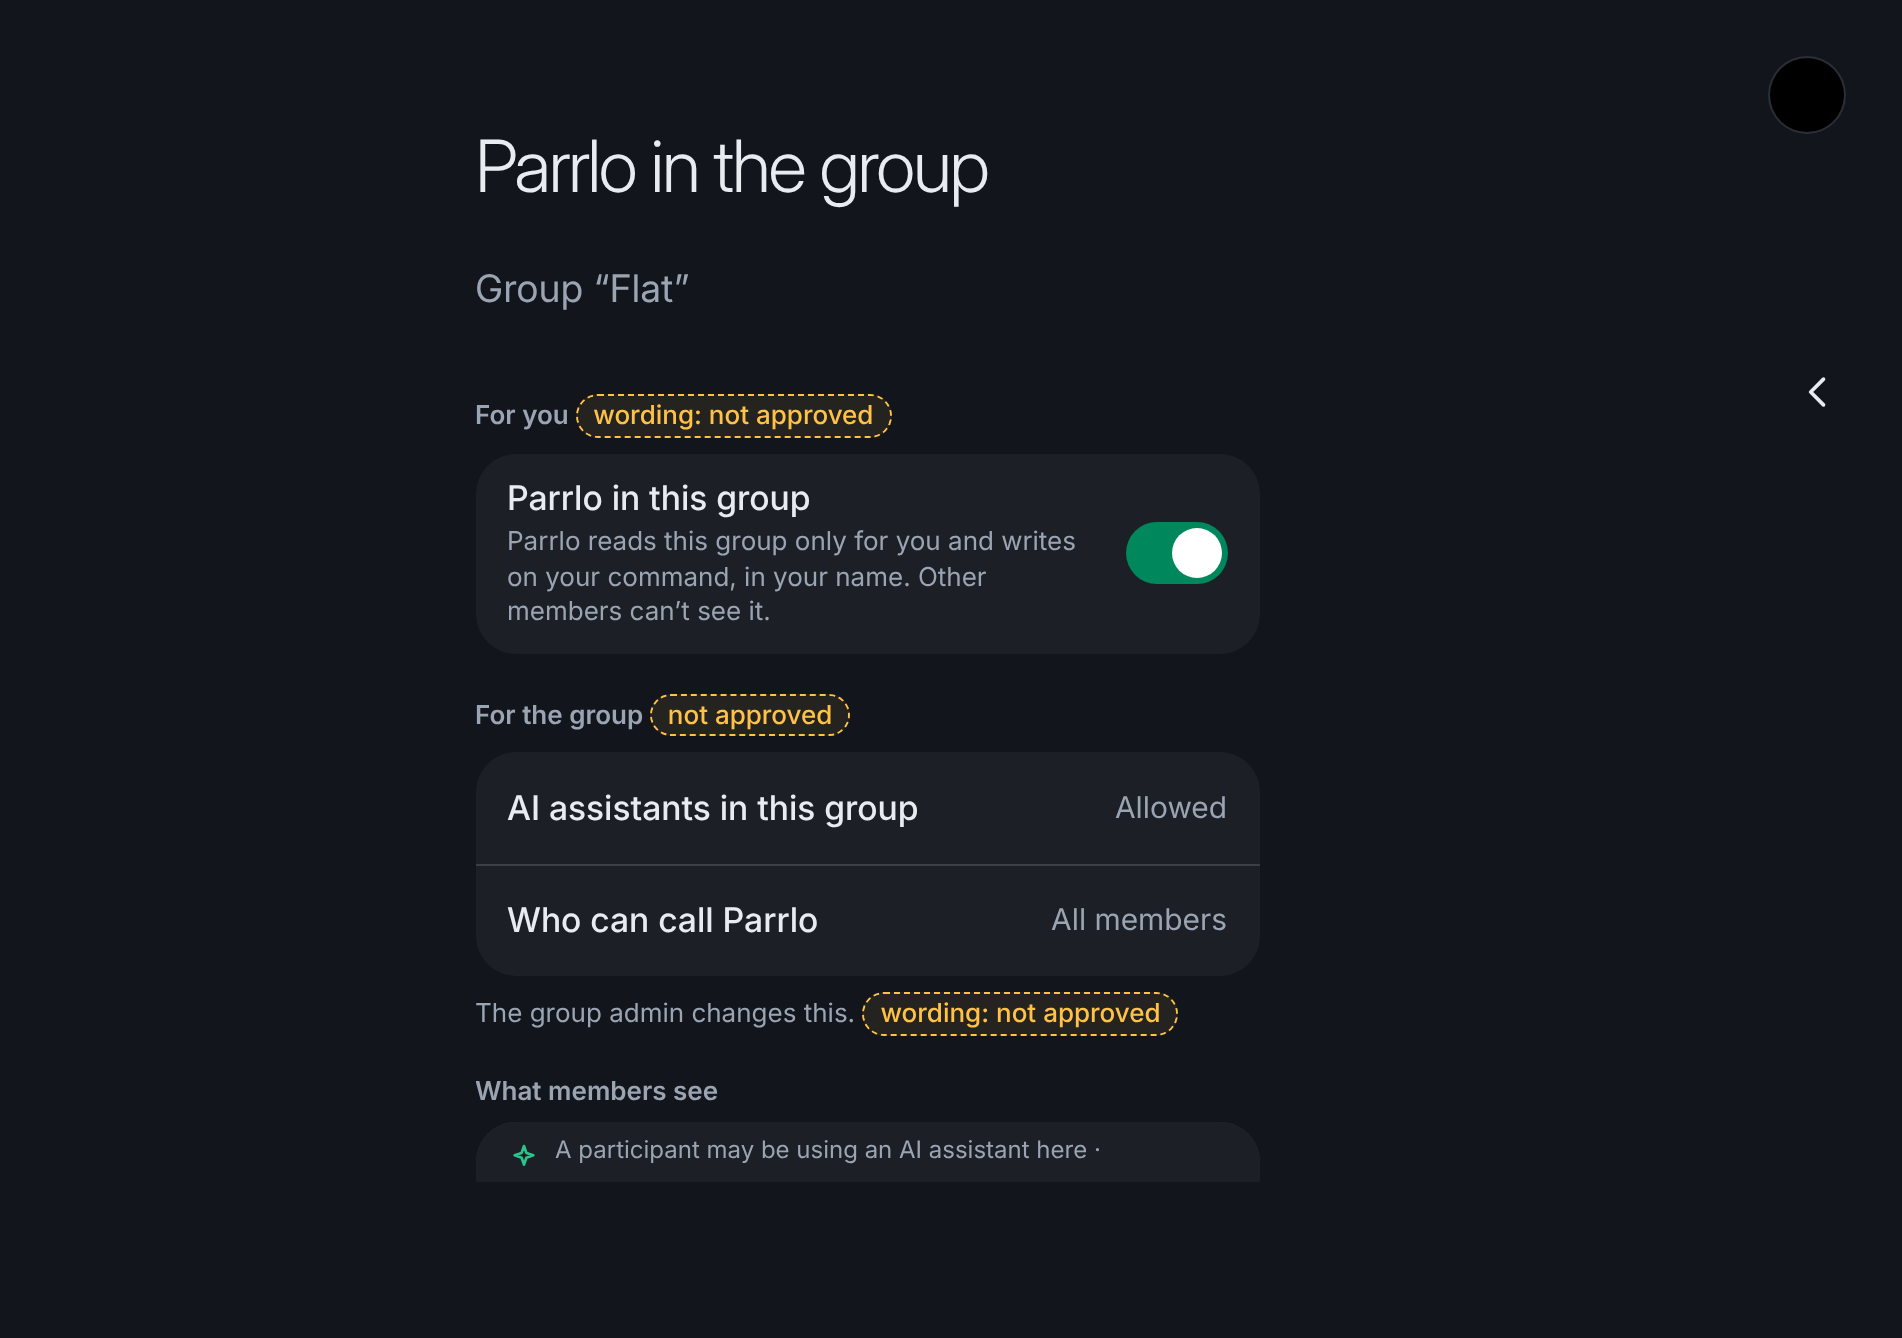 Parrlo in the group
Group “Flat”
For you wording: not approved
Parrlo in this group
Parrlo reads this group only for you and writes
on your command, in your name. Other
members can’t see it.
For the group not approved
AI assistants in this group Allowed
Who can call Parrlo All members
The group admin changes this. wording: not approved
What members see
A participant may be using an AI assistant here ·